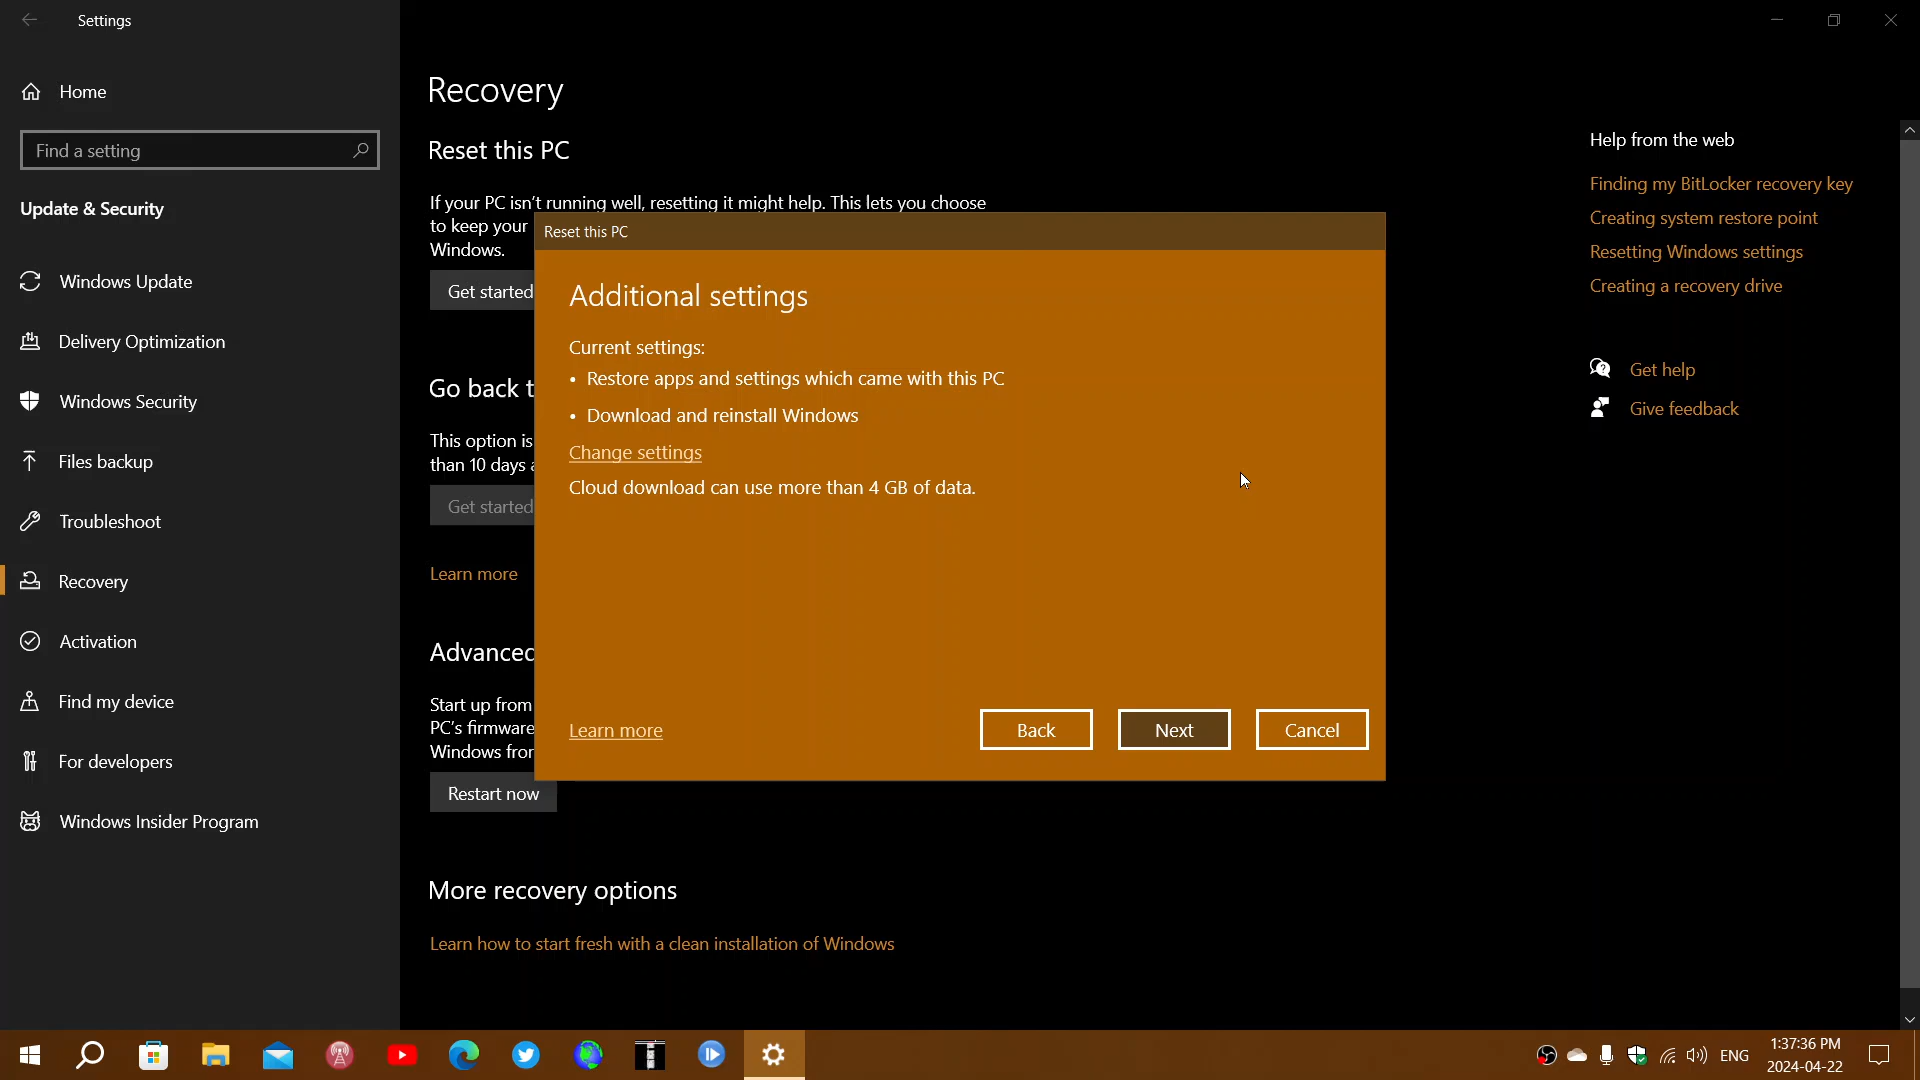 Settings
Home
Find a setting
Update & Security
Windows Update
Delivery Optimization
Windows Security
Files backup
Troubleshoot
Recovery
Activation
Find my device
For developers
Windows Insider Program
Recovery
Reset this PC
If your PC isn't running well, resetting it might help. This lets you choose
to keep your
Windows.
Get started
Go back t
This option is
than 10 days a
Get started
Learn more
Advanced
Start up from
PC's firmware
Windows fror
Restart now
More recovery options
Learn how to start fresh with a clean installation of Windows
Reset this PC
Additional settings
Current settings:
• Restore apps and settings which came with this PC
• Download and reinstall Windows
Change settings
Cloud download can use more than 4 GB of data.
Learn more
Back
Next
Cancel
Help from the web
Finding my BitLocker recovery key
Creating system restore point
Resetting Windows settings
Creating a recovery drive
Get help
Give feedback
ENG
1:37:36 PM
2024-04-22